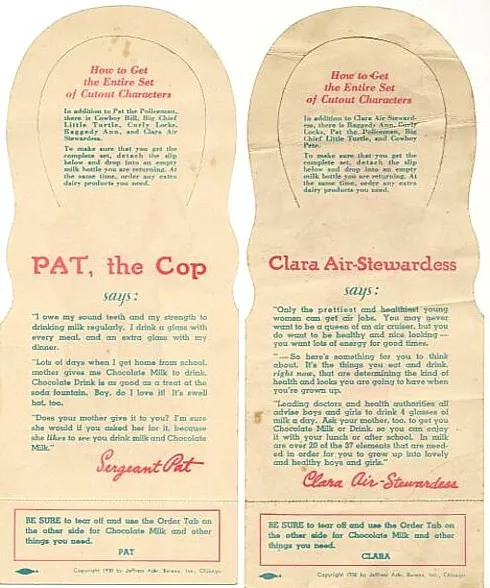 How to Get
the Entire Set
of Cutout Characters
In addition to Pat the Policeman,
there is Cowboy Bill, Big Chief
Little Turtle, Curly Locks,
Raggedy Ann, and Clara Air
Stewardess.
To make sure that you get the
complete set, detach the slip
below and drop into an empty
milk bottle you are returning. At
the same time, order any extra
dairy products you need.
PAT, the Cop
says:
"I owe my sound teeth and my strength to
drinking milk regularly. I drink a glass with
every meal, and an extra glass with my
dinner.
"Lots of days when I get home from school,
mother gives me Chocolate Milk to drink.
Chocolate Drink is as good as a treat at the
soda fountain. Boy, do I love it! It's swell
hot, too.
"Does your mother give it to you? I'm sure
she would if you asked her for it, because
she likes to see you drink milk and Chocolate
Milk."
Sergeant Pat
BE SURE to tear off and use the Order Tab on
the other side for Chocolate Milk and other
things you need.
PAT
Copyright 1938 by Jeffress Adv. Bureau, Inc., Chicago
How to Get
the Entire Set
of Cutout Characters
In addition to Clara Air Steward-
ess, there is Raggedy Ann, Curly
Locks, Pat the Policeman, Big
Chief Little Turtle, and Cowboy
Pete.
To make sure that you get the
complete set, detach the slip
below and drop into an empty
milk bottle you are returning. At
the same time, order any extra
dairy products you need.
Clara Air-Stewardess
says:
"Only the prettiest and healthiest young
women can get air jobs. You may never
want to be a queen of an air cruiser, but you
do want to be healthy and nice looking—
you want lots of energy for good times.
"—So here's something for you to think
about. It's the things you eat and drink,
right now, that are determining the kind of
health and looks you are going to have when
you're grown up.
"Leading doctors and health authorities all
advise boys and girls to drink 4 glasses of
milk a day. Ask your mother, too, to get you
Chocolate Milk or Drink, so you can enjoy
it with your lunch or after school. In milk
are over 20 of the 37 elements that are need-
ed in order for you to grow up into lovely
and healthy boys and girls."
Clara Air-Stewardess
BE SURE to tear off and use the Order Tab on
the other side for Chocolate Milk and other
things you need.
CLARA
Copyright 1938 by Jeffress Adv. Bureau, Inc., Chicago